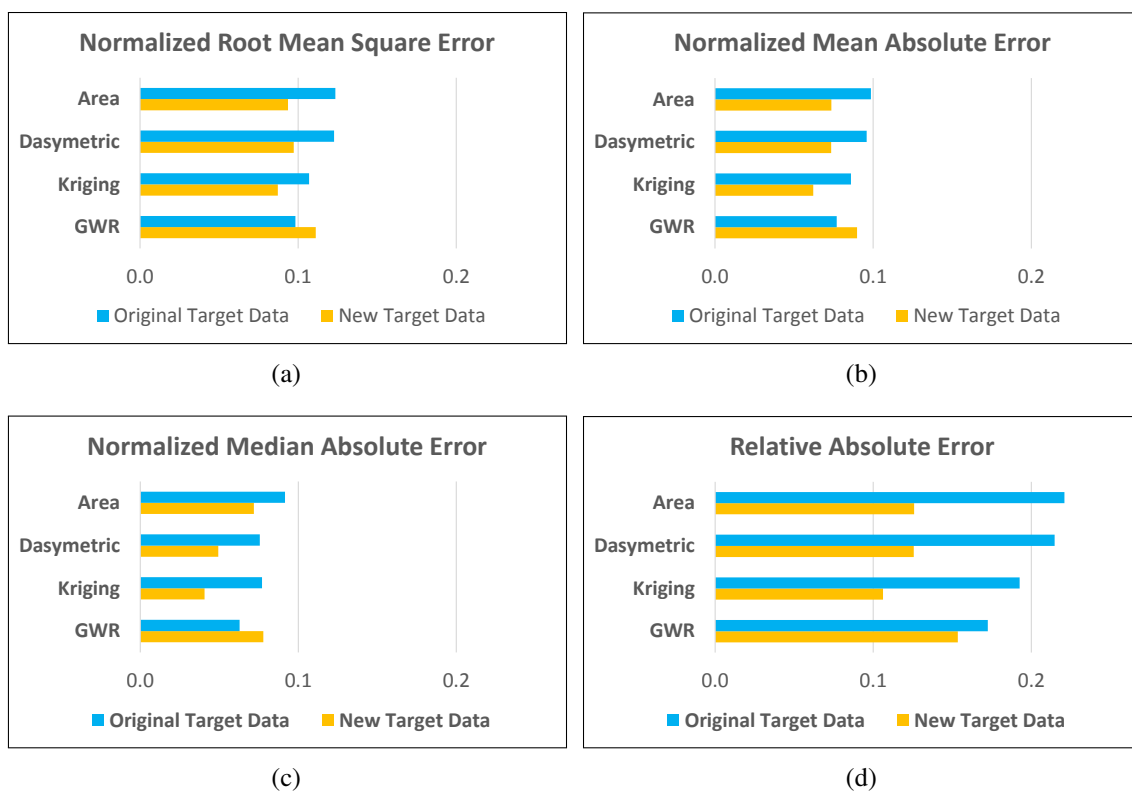 Normalized Root Mean Square Error
Area
Dasymetric
Kriging
GWR
0.0 0.1 0.2
Original Target Data New Target Data
(a)
Normalized Mean Absolute Error
Area
Dasymetric
Kriging
GWR
0.0 0.1 0.2
Original Target Data New Target Data
(b)
Normalized Median Absolute Error
Area
Dasymetric
Kriging
GWR
0.0 0.1 0.2
Original Target Data New Target Data
(c)
Relative Absolute Error
Area
Dasymetric
Kriging
GWR
0.0 0.1 0.2
Original Target Data New Target Data
(d)